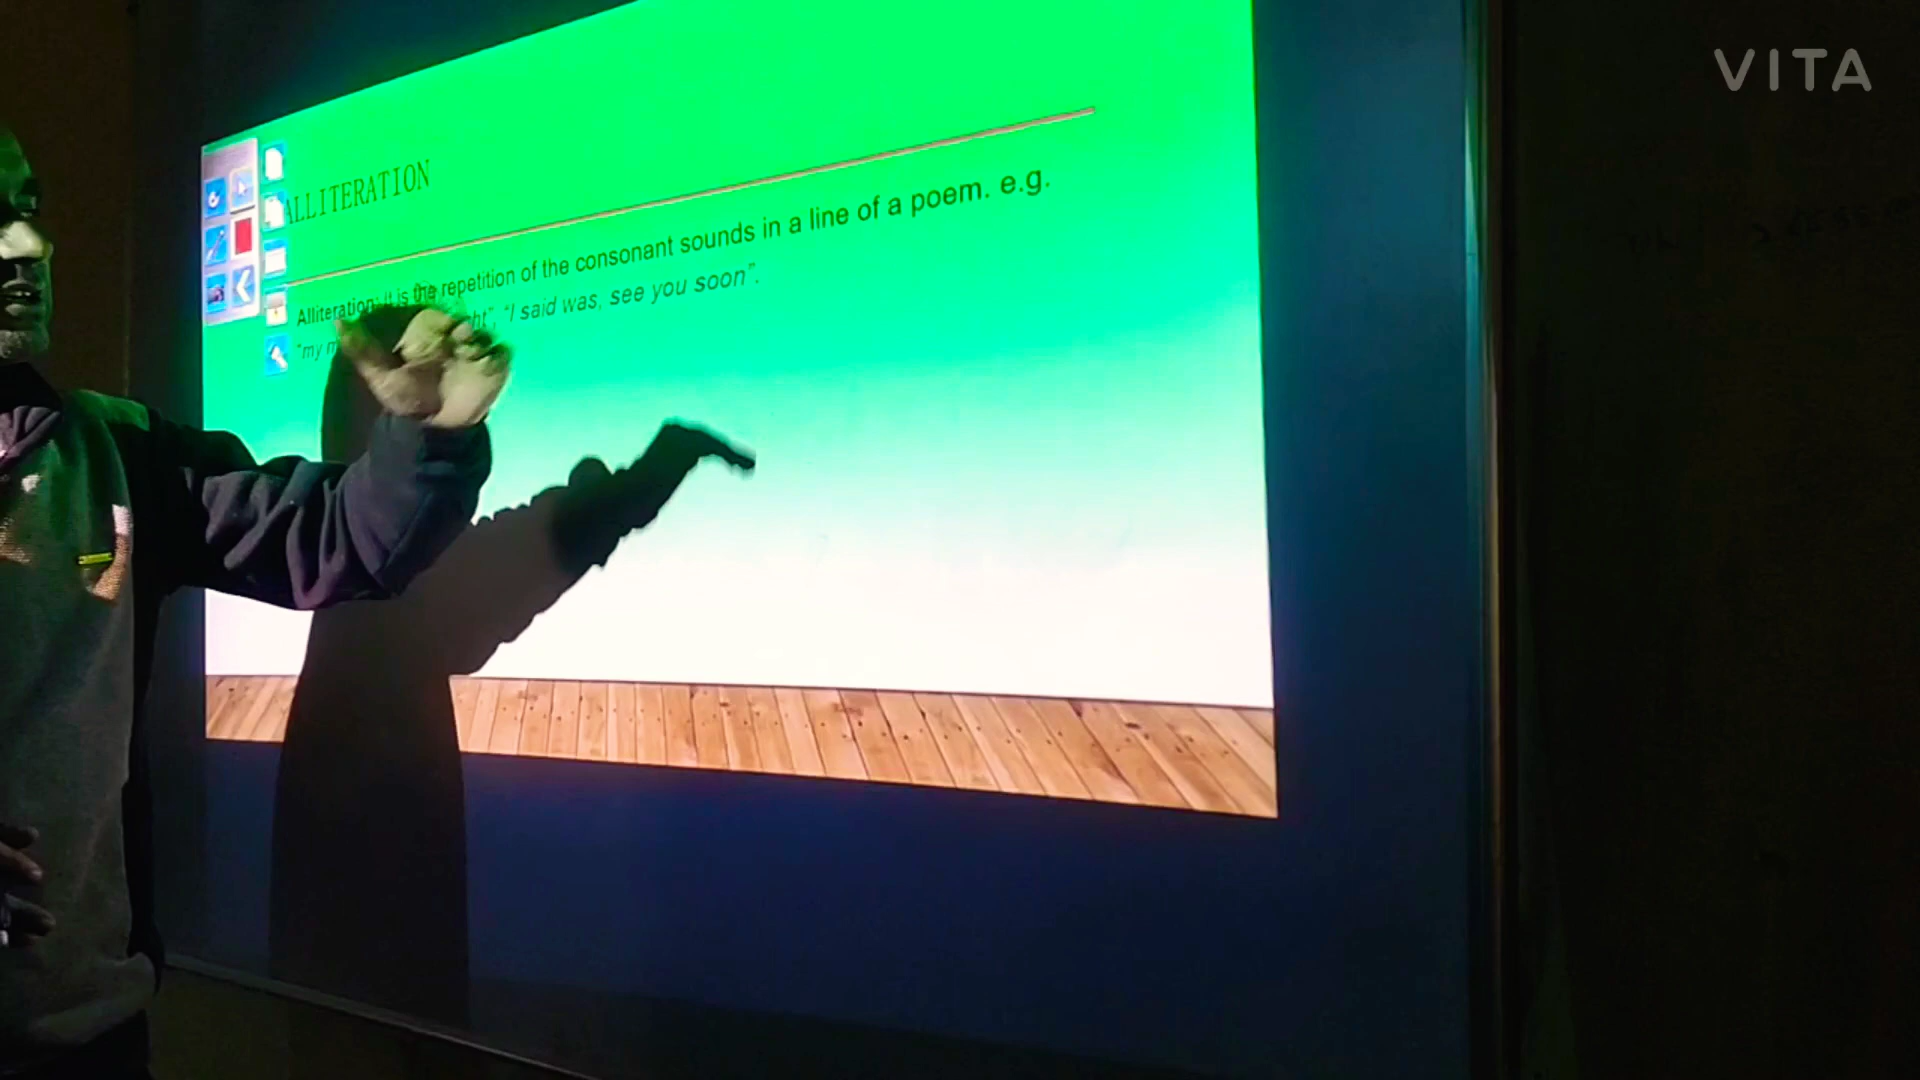 VITA
ALLITERATION
Alliteration: It is the repetition of the consonant sounds in a line of a poem. e.g.
"my ", "I said was, see you soon".